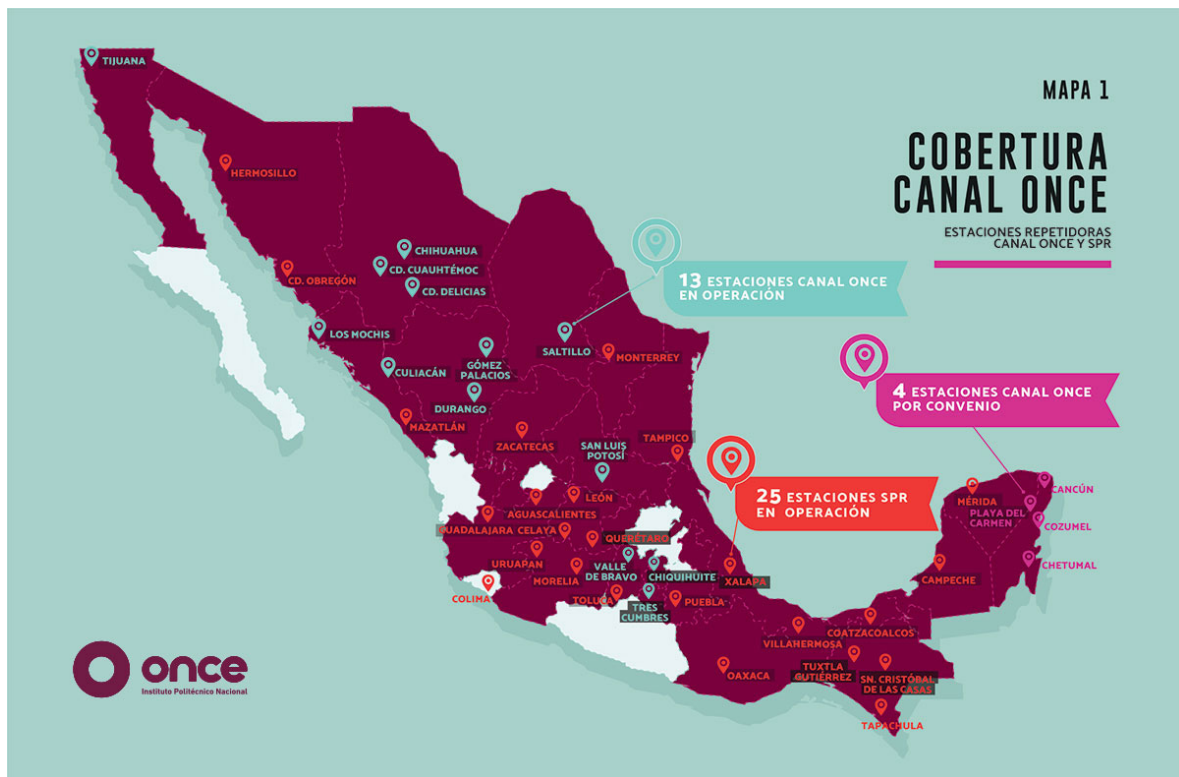 MAPA 1
COBERTURA
CANAL ONCE
ESTACIONES REPETIDORAS
CANAL ONCE Y SPR
TIJUANA
HERMOSILLO
CHIHUAHUA
CD. CUAUHTÉMOC
CD. OBREGÓN
CD. DELICIAS
13 ESTACIONES CANAL ONCE
EN OPERACIÓN
LOS MOCHIS
SALTILLO
MONTERREY
CULIACÁN
GÓMEZ
PALACIOS
4 ESTACIONES CANAL ONCE
POR CONVENIO
DURANGO
MAZATLÁN
ZACATECAS
SAN LUIS
POTOSÍ
TAMPICO
25 ESTACIONES SPR
EN OPERACIÓN
LEÓN
AGUASCALIENTES
GUADALAJARA
CELAYA
QUERÉTARO
URUAPAN
MORELIA
VALLE
DE BRAVO
CHIQUIHUITE
XALAPA
COLIMA
TOLUCA
TRES
CUMBRES
PUEBLA
CANCÚN
MÉRIDA
PLAYA DEL
CARMEN
COZUMEL
CHETUMAL
CAMPECHE
COATZACOALCOS
VILLAHERMOSA
OAXACA
TUXTLA
GUTIÉRREZ
SN. CRISTÓBAL
DE LAS CASAS
TAPACHULA
once
Instituto Politécnico Nacional